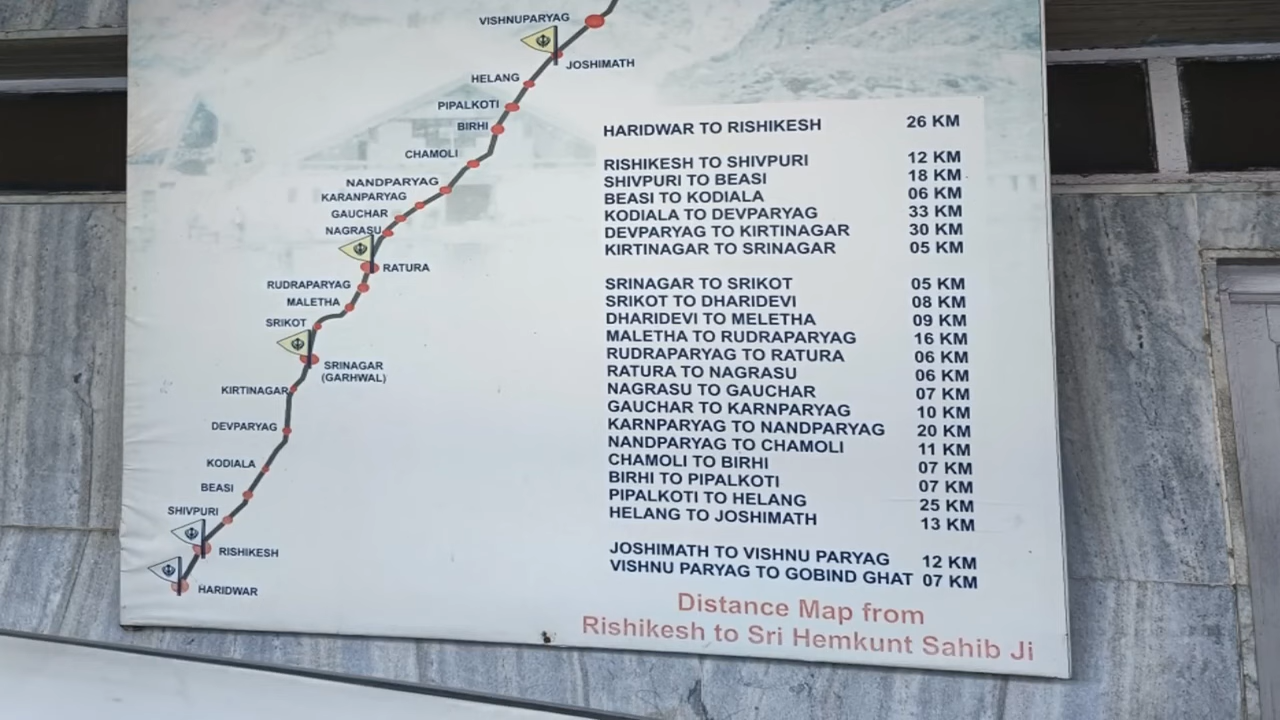 VISHNUPARYAG
JOSHIMATH
HELANG
PIPALKOTI
BIRHI
CHAMOLI
NANDPARYAG
KARANPARYAG
GAUCHAR
NAGRASU
RATURA
RUDRAPARYAG
MALETHA
SRIKOT
SRINAGAR
(GARHWAL)
KIRTINAGAR
DEVPARYAG
KODIALA
BEASI
SHIVPURI
RISHIKESH
HARIDWAR
HARIDWAR TO RISHIKESH 26 KM
RISHIKESH TO SHIVPURI 12 KM
SHIVPURI TO BEASI 18 KM
BEASI TO KODIALA 06 KM
KODIALA TO DEVPARYAG 33 KM
DEVPARYAG TO KIRTINAGAR 30 KM
KIRTINAGAR TO SRINAGAR 05 KM
SRINAGAR TO SRIKOT 05 KM
SRIKOT TO DHARIDEVI 08 KM
DHARIDEVI TO MELETHA 09 KM
MALETHA TO RUDRAPARYAG 16 KM
RUDRAPARYAG TO RATURA 06 KM
RATURA TO NAGRASU 06 KM
NAGRASU TO GAUCHAR 07 KM
GAUCHAR TO KARNPARYAG 10 KM
KARNPARYAG TO NANDPARYAG 20 KM
NANDPARYAG TO CHAMOLI 11 KM
CHAMOLI TO BIRHI 07 KM
BIRHI TO PIPALKOTI 07 KM
PIPALKOTI TO HELANG 25 KM
HELANG TO JOSHIMATH 13 KM
JOSHIMATH TO VISHNU PARYAG 12 KM
VISHNU PARYAG TO GOBIND GHAT 07 KM
Distance Map from
Rishikesh to Sri Hemkunt Sahib Ji